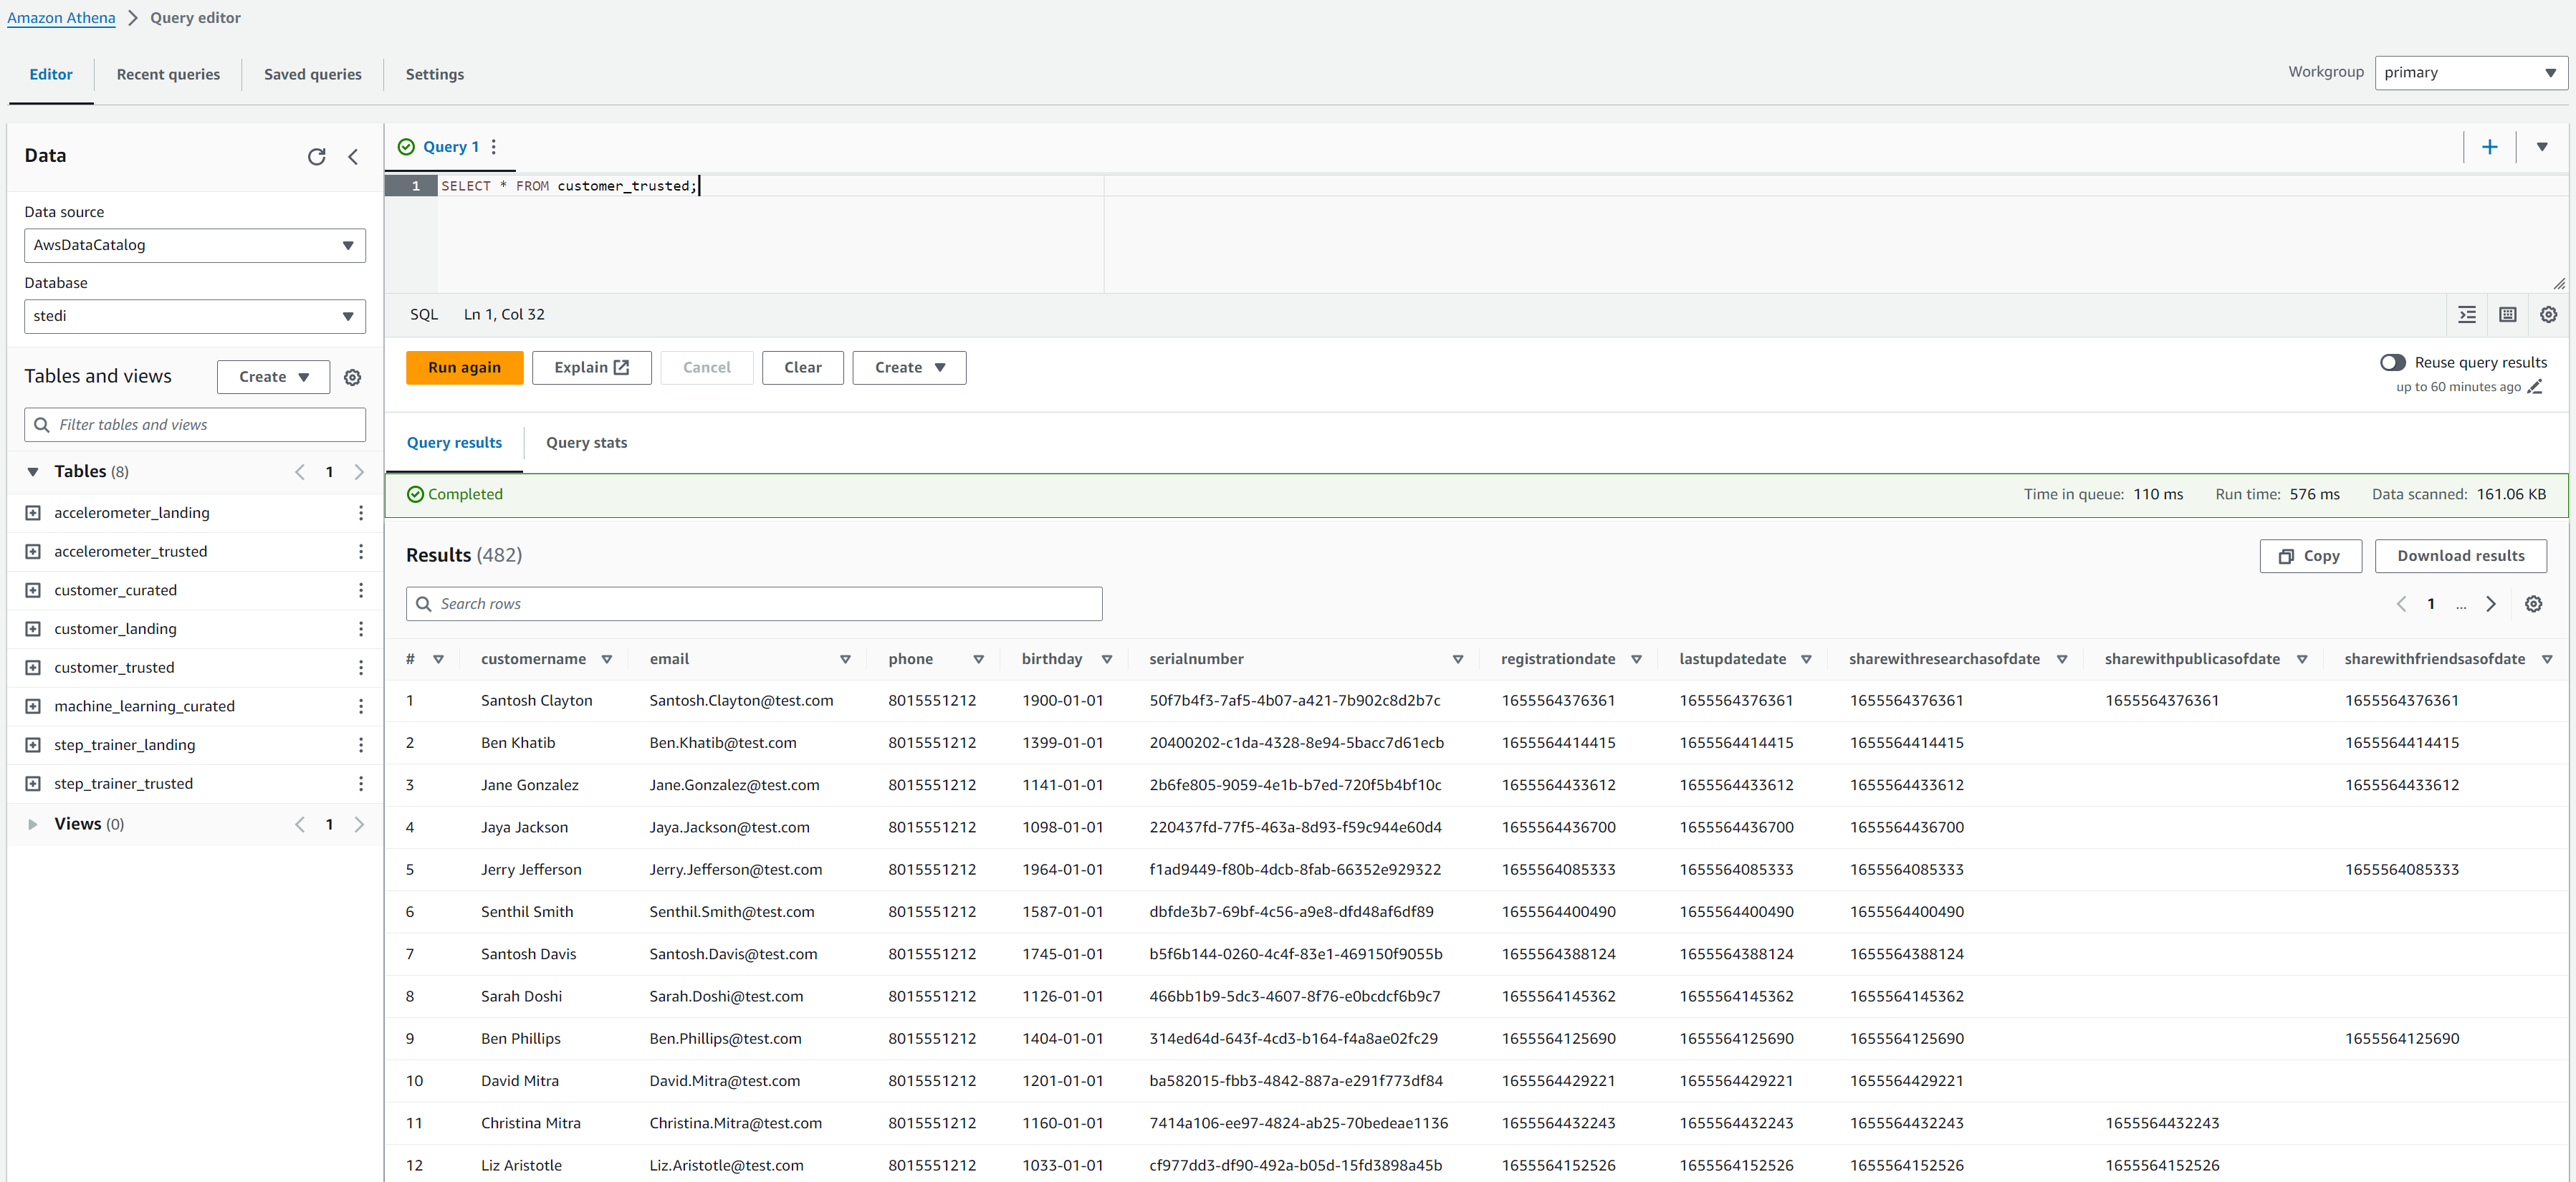 Amazon Athena > Query editor
Editor Recent queries Saved queries Settings Workgroup primary
Data
Data source
AwsDataCatalog
Database
stedi
Tables and views Create
Filter tables and views
Tables (8) 1
accelerometer_landing
accelerometer_trusted
customer_curated
customer_landing
customer_trusted
machine_learning_curated
step_trainer_landing
step_trainer_trusted
Views (0) 1
Query 1
1 SELECT * FROM customer_trusted;
SQL Ln 1, Col 32
Run again Explain Cancel Clear Create Reuse query results
up to 60 minutes ago
Query results Query stats
Completed Time in queue: 110 ms Run time: 576 ms Data scanned: 161.06 KB
Results (482) Copy Download results
Search rows 1 ...
# customername email phone birthday serialnumber registrationdate lastupdatedate sharewithresearchasofdate sharewithpublicasofdate sharewithfriendsasofdate
1 Santosh Clayton Santosh.Clayton@test.com 8015551212 1900-01-01 50f7b4f3-7af5-4b07-a421-7b902c8d2b7c 1655564376361 1655564376361 1655564376361 1655564376361 1655564376361
2 Ben Khatib Ben.Khatib@test.com 8015551212 1399-01-01 20400202-c1da-4328-8e94-5bacc7d61ecb 1655564414415 1655564414415 1655564414415 1655564414415
3 Jane Gonzalez Jane.Gonzalez@test.com 8015551212 1141-01-01 2b6fe805-9059-4e1b-b7ed-720f5b4bf10c 1655564433612 1655564433612 1655564433612 1655564433612
4 Jaya Jackson Jaya.Jackson@test.com 8015551212 1098-01-01 220437fd-77f5-463a-8d93-f59c944e60d4 1655564436700 1655564436700 1655564436700
5 Jerry Jefferson Jerry.Jefferson@test.com 8015551212 1964-01-01 f1ad9449-f80b-4dcb-8fab-66352e929322 1655564085333 1655564085333 1655564085333 1655564085333
6 Senthil Smith Senthil.Smith@test.com 8015551212 1587-01-01 dbfde3b7-69bf-4c56-a9e8-dfd48af6df89 1655564400490 1655564400490 1655564400490
7 Santosh Davis Santosh.Davis@test.com 8015551212 1745-01-01 b5f6b144-0260-4c4f-83e1-469150f9055b 1655564388124 1655564388124 1655564388124
8 Sarah Doshi Sarah.Doshi@test.com 8015551212 1126-01-01 466bb1b9-5dc3-4607-8f76-e0bcdcf6b9c7 1655564145362 1655564145362 1655564145362
9 Ben Phillips Ben.Phillips@test.com 8015551212 1404-01-01 314ed64d-643f-4cd3-b164-f4a8ae02fc29 1655564125690 1655564125690 1655564125690 1655564125690
10 David Mitra David.Mitra@test.com 8015551212 1201-01-01 ba582015-fbb3-4842-887a-e291f773df84 1655564429221 1655564429221 1655564429221
11 Christina Mitra Christina.Mitra@test.com 8015551212 1160-01-01 7414a106-ee97-4824-ab25-70bedeae1136 1655564432243 1655564432243 1655564432243 1655564432243
12 Liz Aristotle Liz.Aristotle@test.com 8015551212 1033-01-01 cf977dd3-df90-492a-b05d-15fd3898a45b 1655564152526 1655564152526 1655564152526 1655564152526